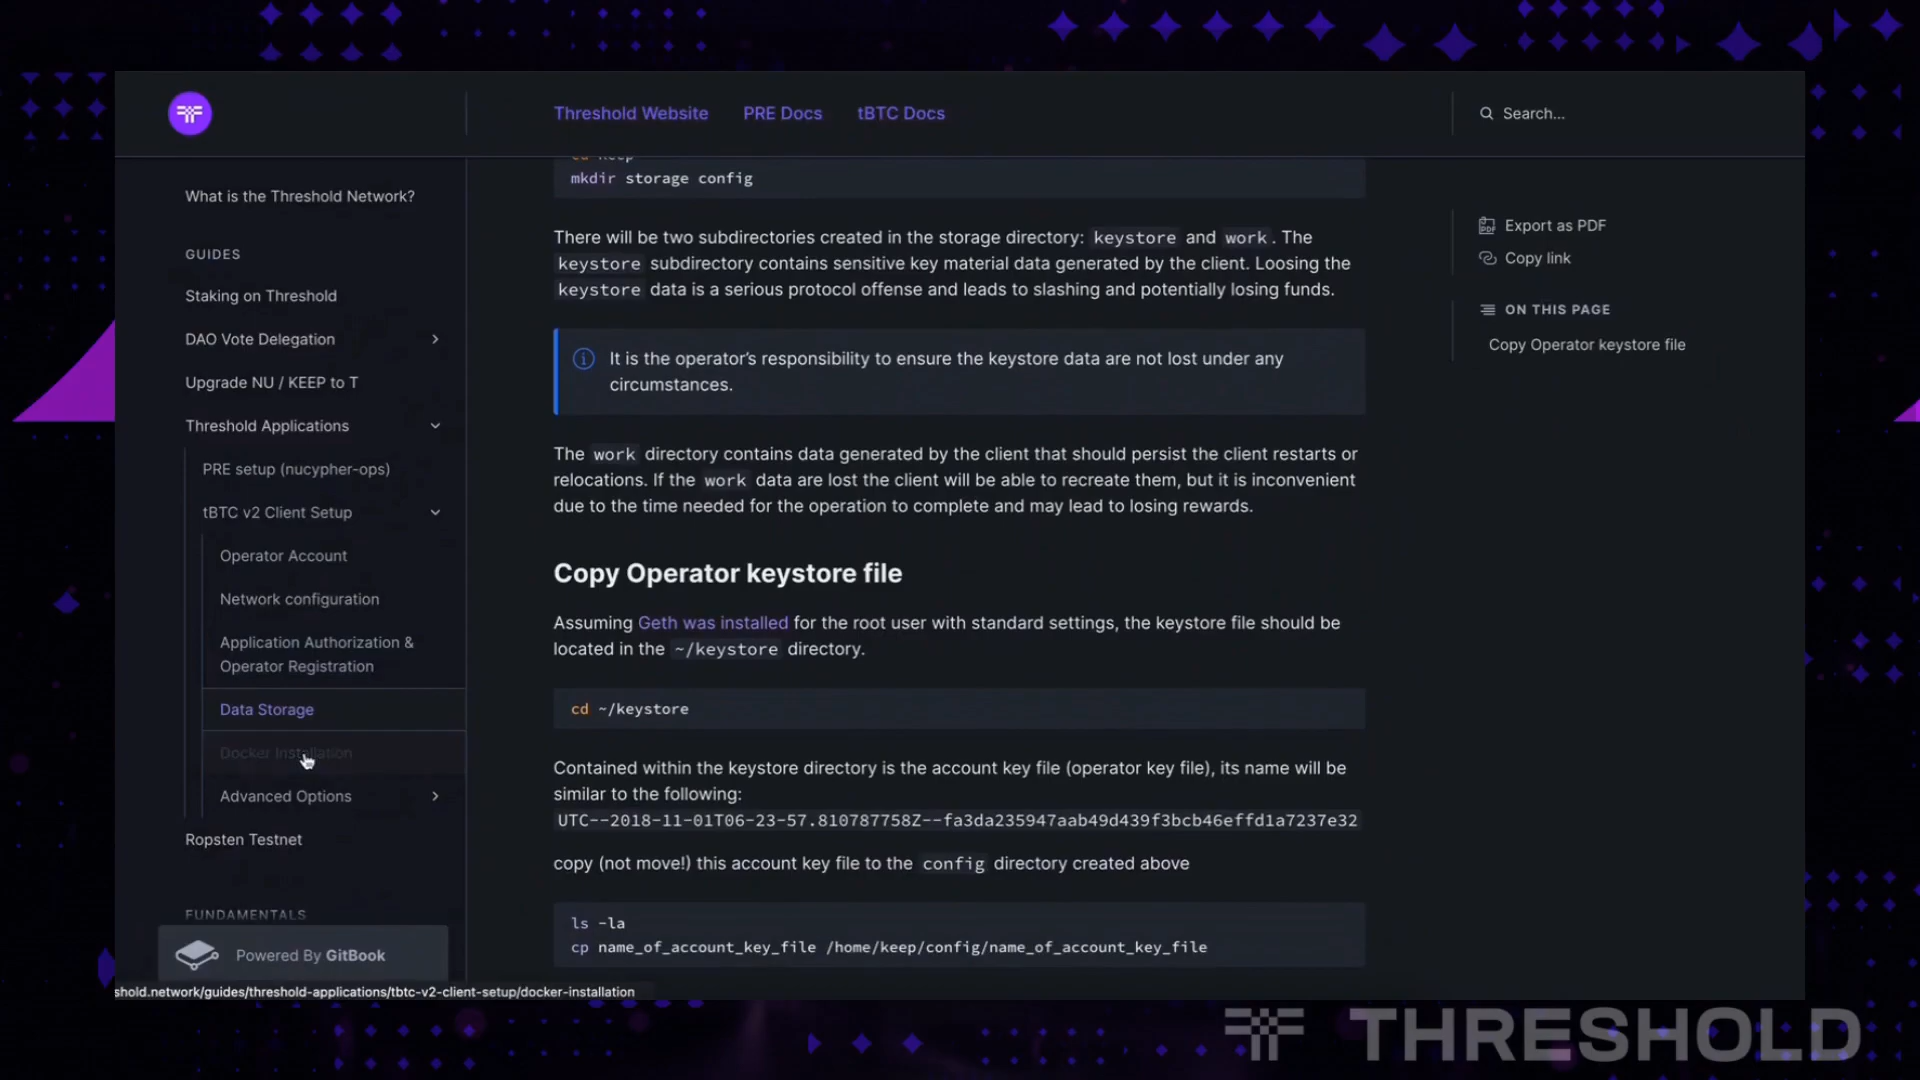 Threshold Website PRE Docs tBTC Docs
Search...
What is the Threshold Network?
GUIDES
Staking on Threshold
DAO Vote Delegation
Upgrade NU / KEEP to T
Threshold Applications
PRE setup (nucypher-ops)
tBTC v2 Client Setup
Operator Account
Network configuration
Application Authorization &
Operator Registration
Data Storage
Docker Installation
Advanced Options
Ropsten Testnet
FUNDAMENTALS
Powered By GitBook
cd keep
mkdir storage config
There will be two subdirectories created in the storage directory: keystore and work. The
keystore subdirectory contains sensitive key material data generated by the client. Loosing the
keystore data is a serious protocol offense and leads to slashing and potentially losing funds.
It is the operator’s responsibility to ensure the keystore data are not lost under any
circumstances.
The work directory contains data generated by the client that should persist the client restarts or
relocations. If the work data are lost the client will be able to recreate them, but it is inconvenient
due to the time needed for the operation to complete and may lead to losing rewards.
Copy Operator keystore file
Assuming Geth was installed for the root user with standard settings, the keystore file should be
located in the ~/keystore directory.
cd ~/keystore
Contained within the keystore directory is the account key file (operator key file), its name will be
similar to the following:
UTC--2018-11-01T06-23-57.810787758Z--fa3da235947aab49d439f3bcb46effd1a7237e32
copy (not move!) this account key file to the config directory created above
ls -la
cp name_of_account_key_file /home/keep/config/name_of_account_key_file
Export as PDF
Copy link
ON THIS PAGE
Copy Operator keystore file
shold.network/guides/threshold-applications/tbtc-v2-client-setup/docker-installation
THRESHOLD